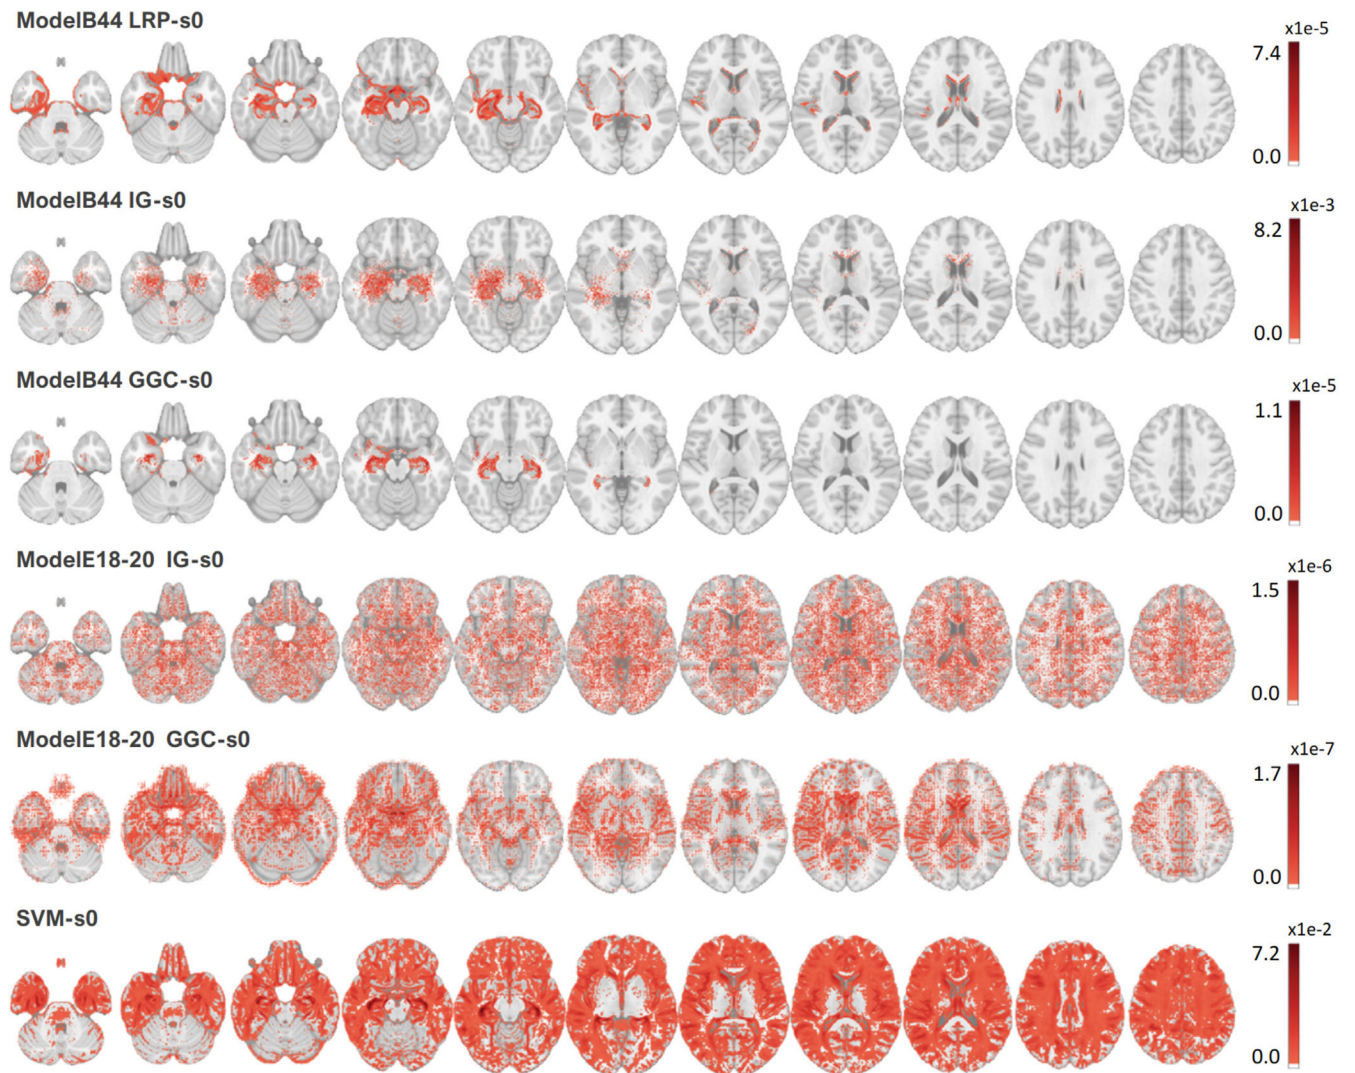 ModelB44 LRP-s0
x1e-5
7.4
0.0
ModelB44 IG-s0
x1e-3
8.2
0.0
ModelB44 GGC-s0
x1e-5
1.1
0.0
ModelE18-20 IG-s0
x1e-6
1.5
0.0
ModelE18-20 GGC-s0
x1e-7
1.7
0.0
SVM-s0
x1e-2
7.2
0.0